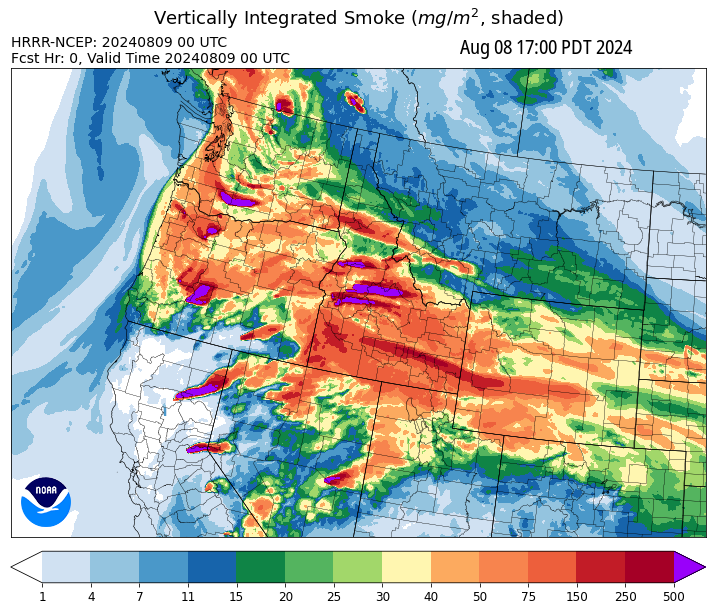 Vertically Integrated Smoke (mg/m², shaded)
HRRR-NCEP: 20240809 00 UTC
Aug 08 17:00 PDT 2024
Fcst Hr: 0, Valid Time 20240809 00 UTC
NOAA
1 4 7 11 15 20 25 30 40 50 75 150 250 500